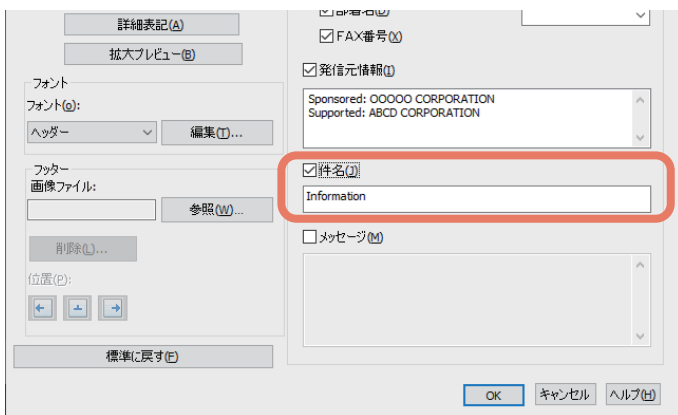 詳細表記(A)
拡大プレビュー(B)
フォント
フォント(o):
ヘッダー
編集(T)...
フッター
画像ファイル:
参照(W)...
削除(L)...
位置(P):
標準に戻す(F)
部署名(D)
FAX番号(X)
発信元情報(I)
Sponsored: OOOOO CORPORATION
Supported: ABCD CORPORATION
件名(J)
Information
メッセージ(M)
OK
キャンセル
ヘルプ(H)